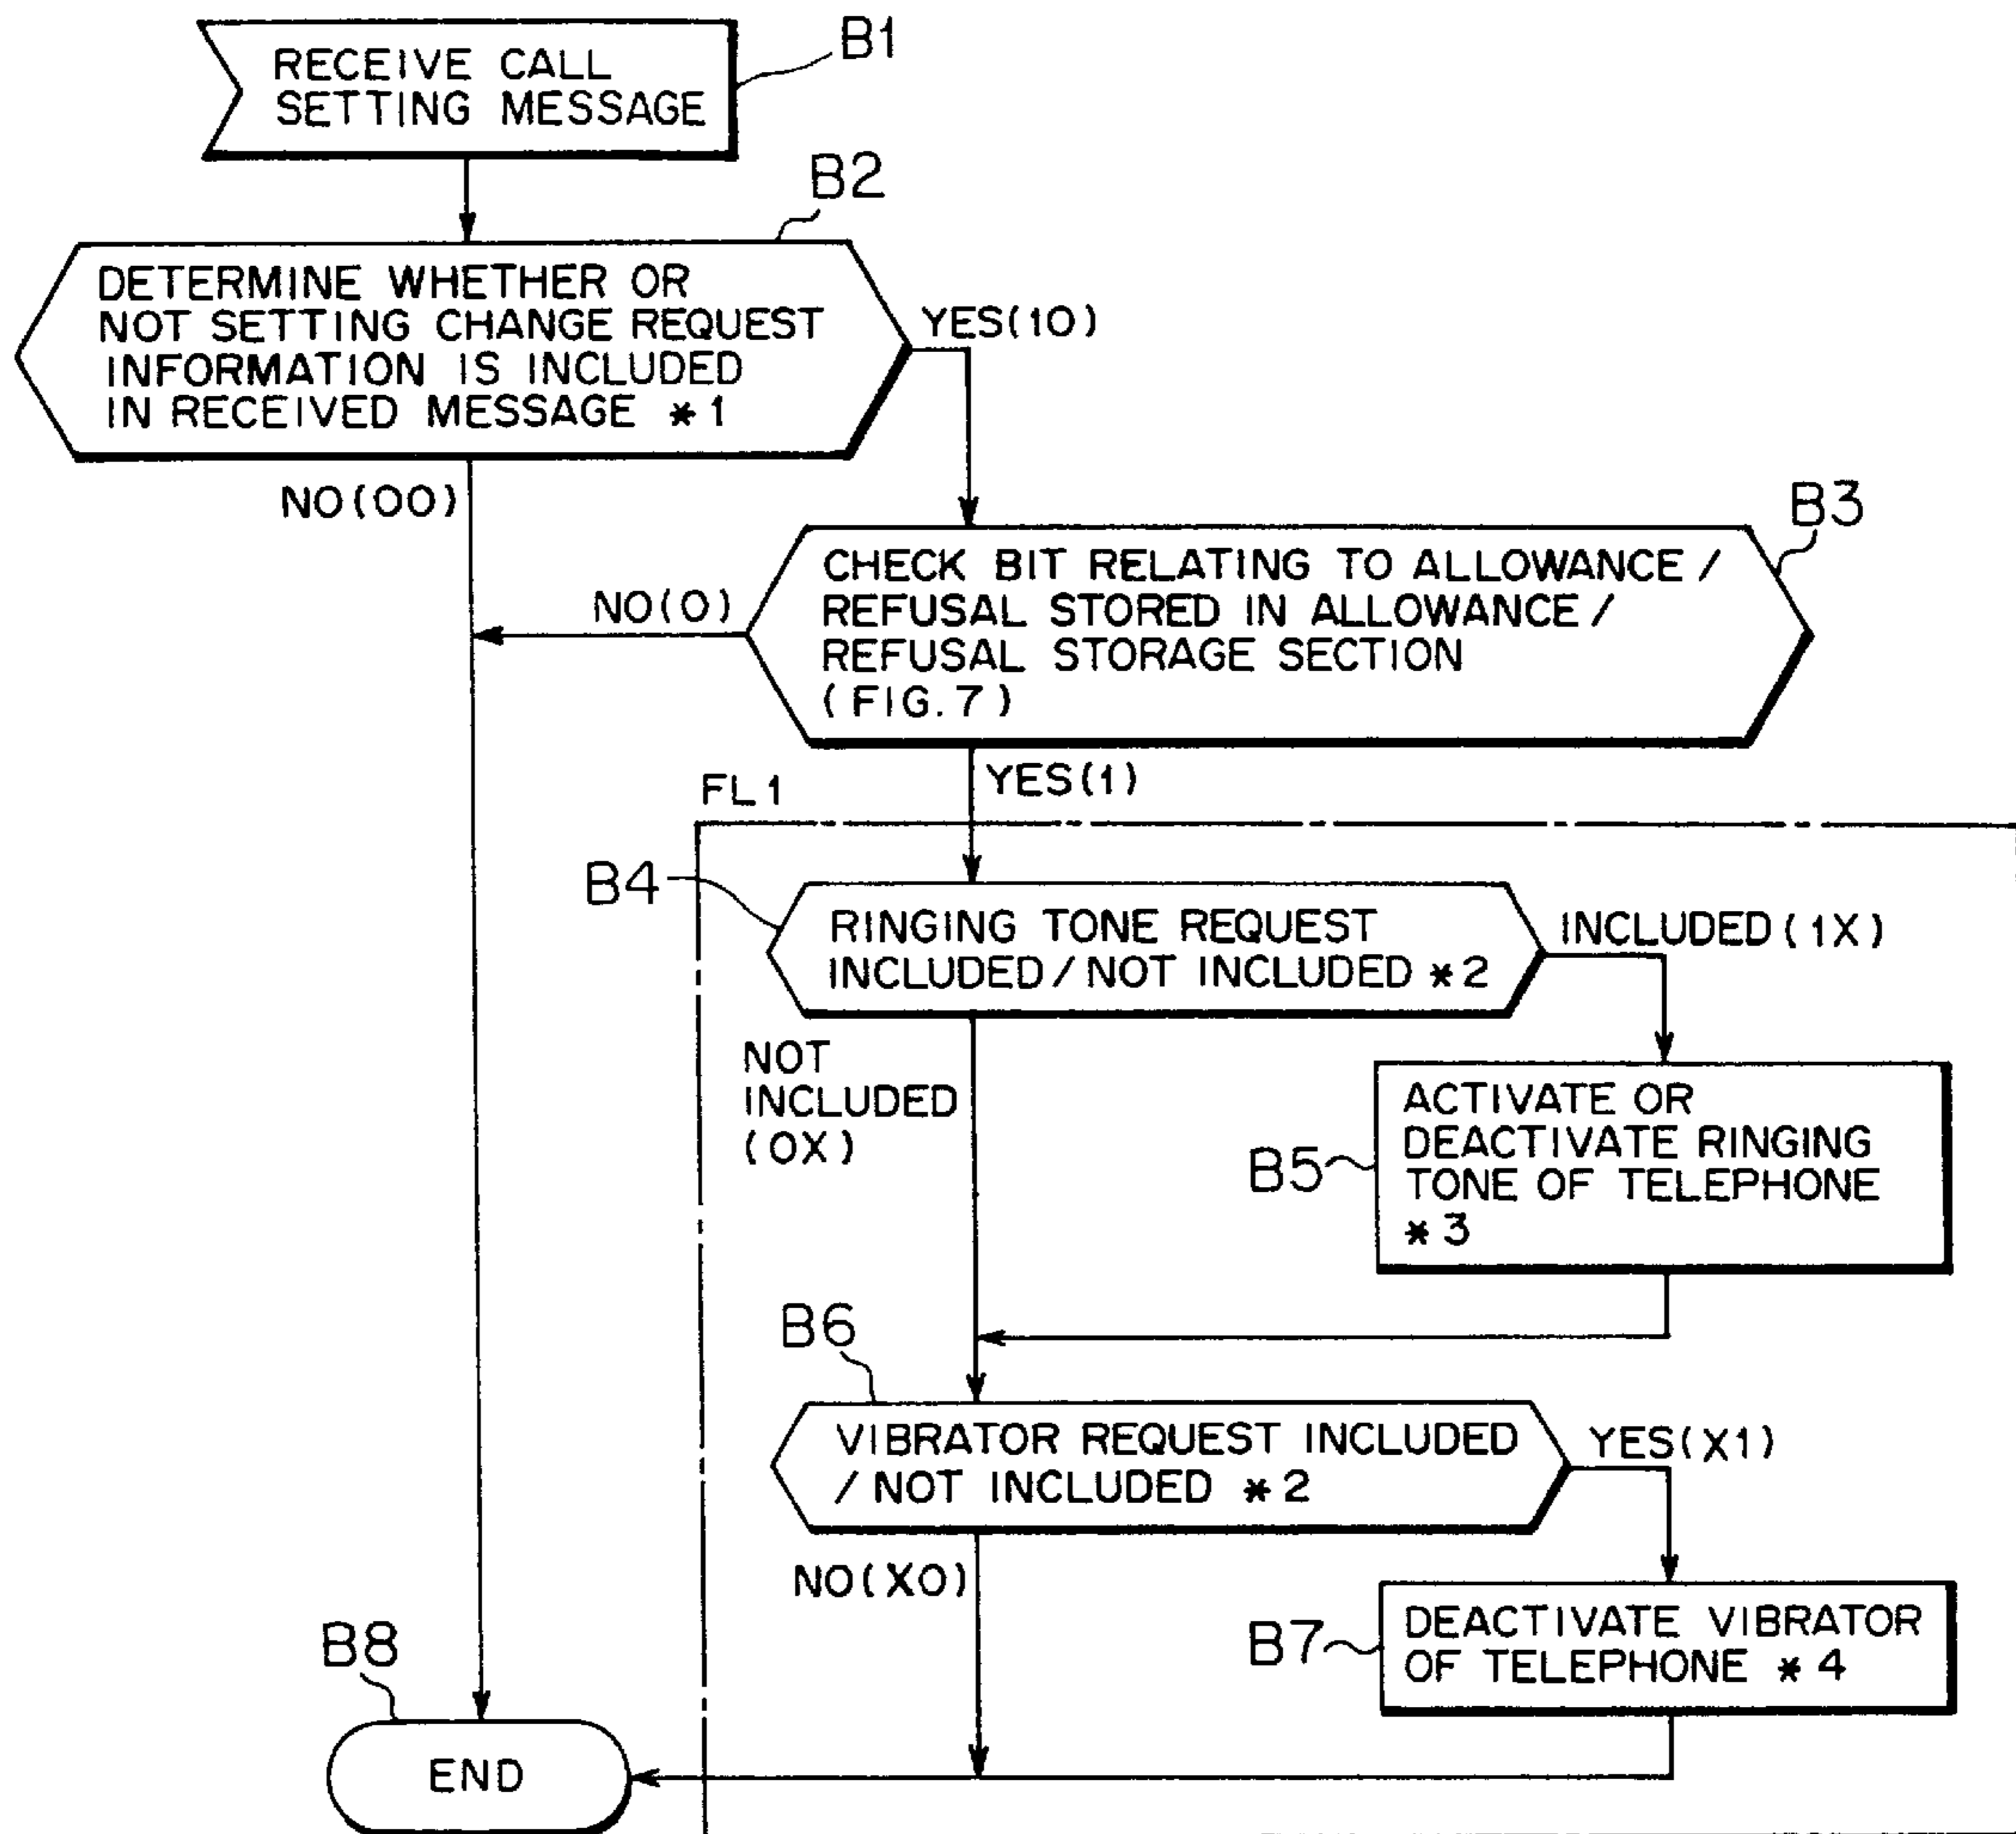 RECEIVE CALL
SETTING MESSAGE
B1
B2
DETERMINE WHETHER OR
NOT SETTING CHANGE REQUEST
INFORMATION IS INCLUDED
IN RECEIVED MESSAGE *1
YES(10)
NO(00)
B3
CHECK BIT RELATING TO ALLOWANCE/
REFUSAL STORED IN ALLOWANCE/
REFUSAL STORAGE SECTION
(FIG.7)
NO(0)
YES(1)
FL1
B4
RINGING TONE REQUEST
INCLUDED/NOT INCLUDED *2
INCLUDED(1X)
NOT
INCLUDED
(0X)
B5
ACTIVATE OR
DEACTIVATE RINGING
TONE OF TELEPHONE
*3
B6
VIBRATOR REQUEST INCLUDED
/NOT INCLUDED *2
YES(X1)
NO(X0)
B7
DEACTIVATE VIBRATOR
OF TELEPHONE *4
B8
END